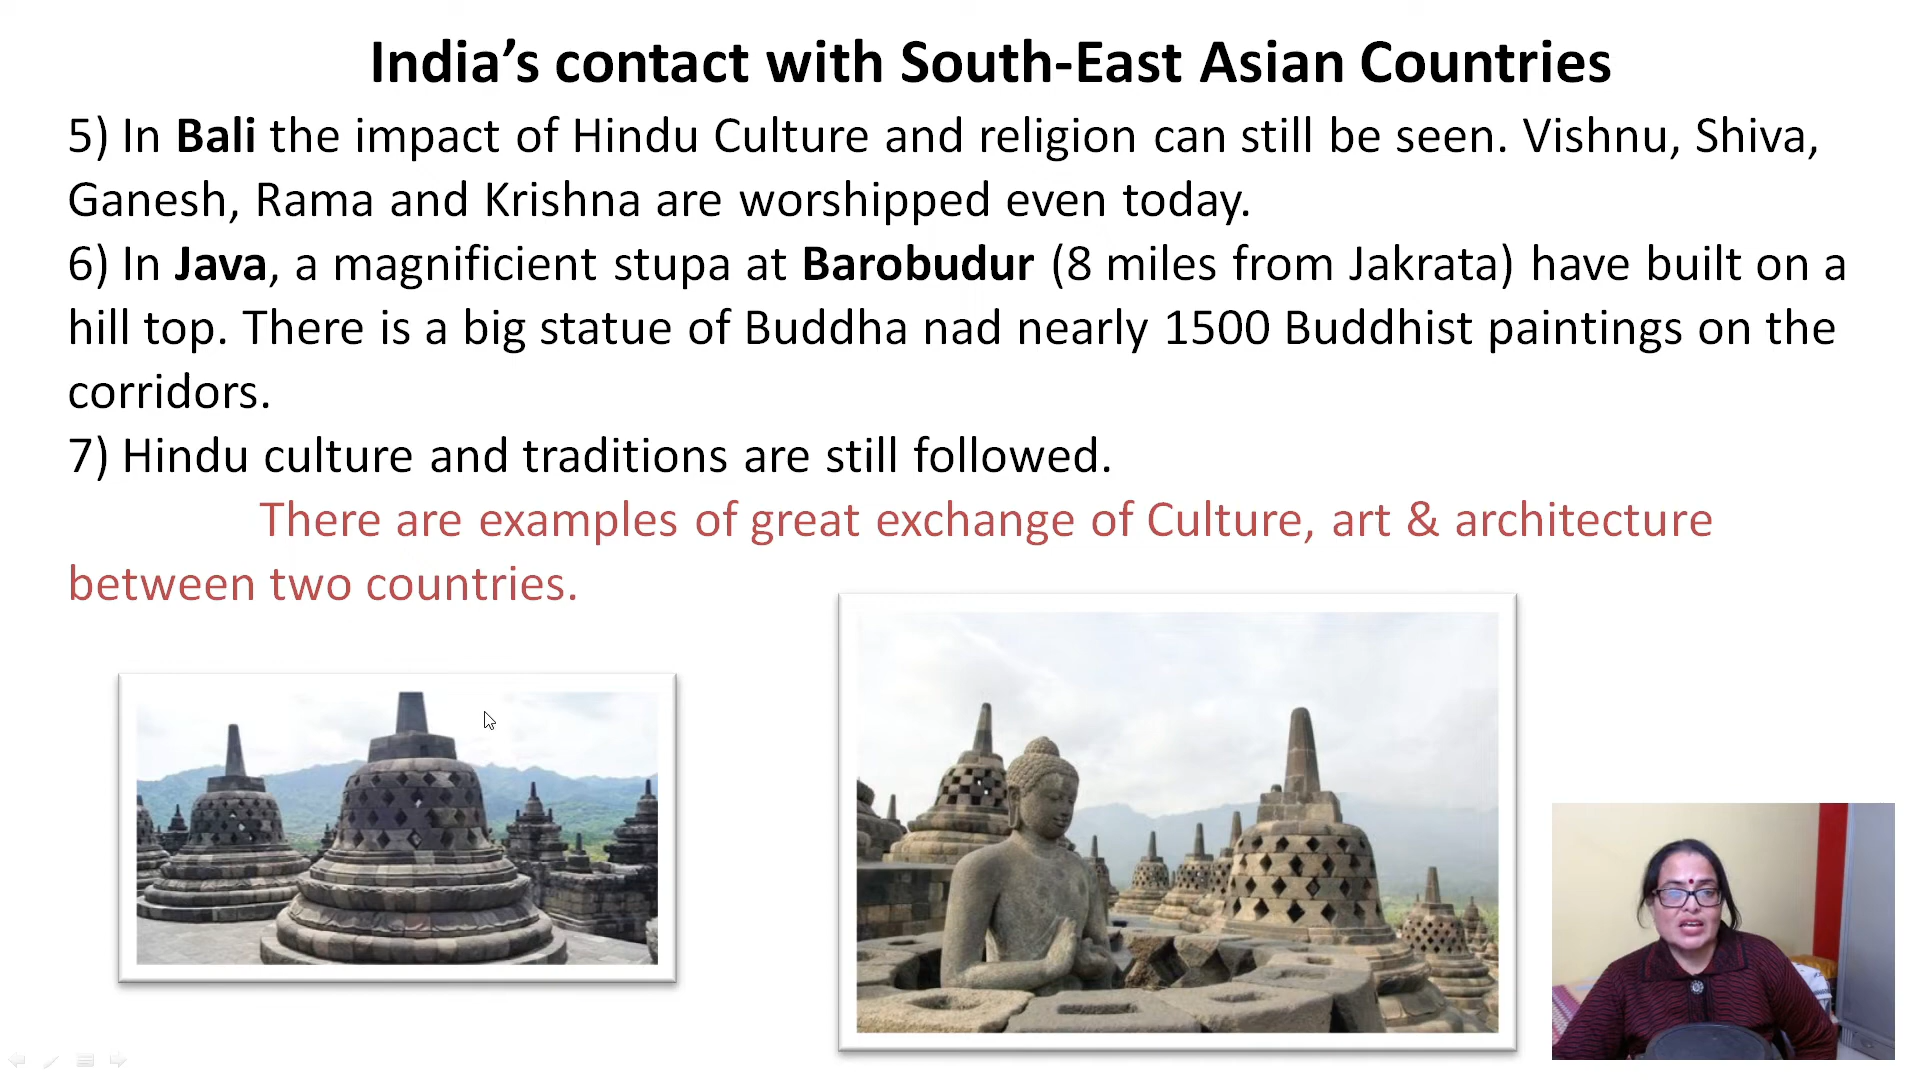 India’s contact with South-East Asian Countries
5) In Bali the impact of Hindu Culture and religion can still be seen. Vishnu, Shiva,
Ganesh, Rama and Krishna are worshipped even today.
6) In Java, a magnificient stupa at Barobudur (8 miles from Jakrata) have built on a
hill top. There is a big statue of Buddha nad nearly 1500 Buddhist paintings on the
corridors.
7) Hindu culture and traditions are still followed.
There are examples of great exchange of Culture, art & architecture
between two countries.